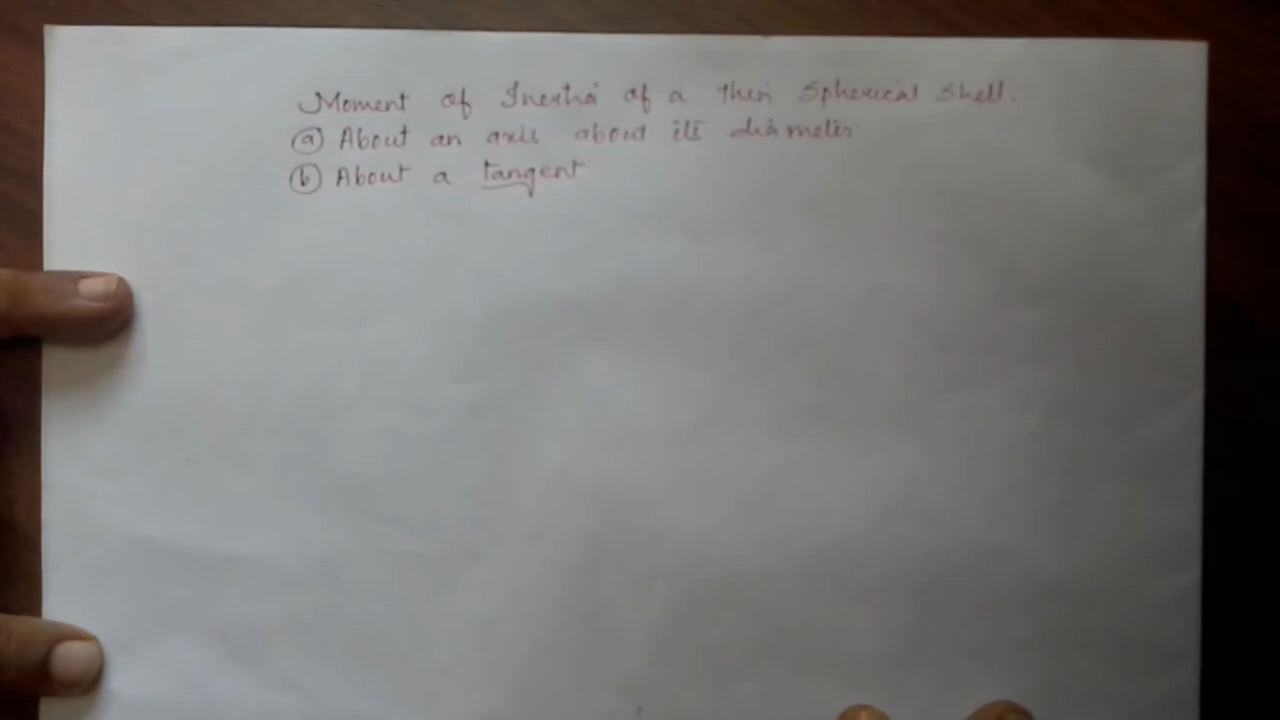 Moment of Inertia of a thin Spherical Shell.
(a) About an axis about its diameter
(b) About a tangent